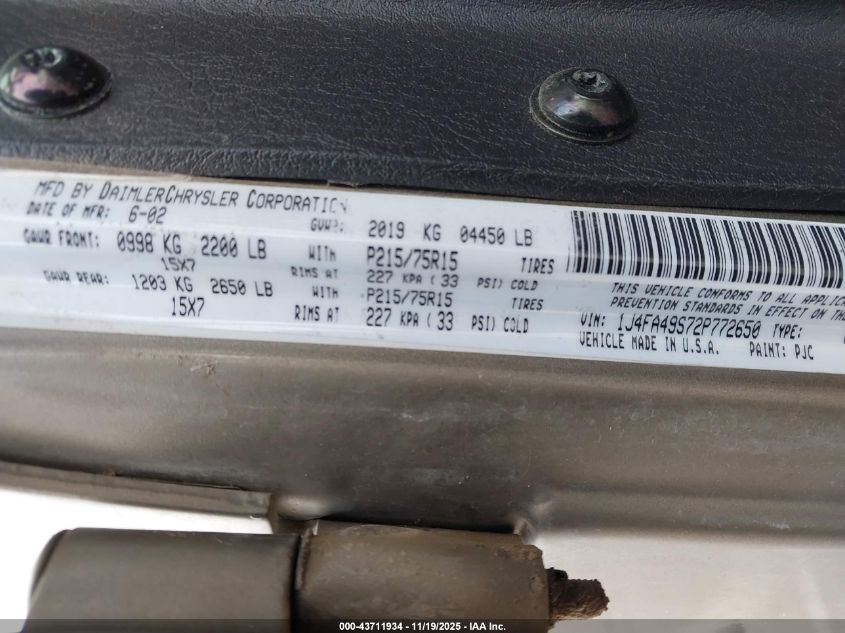 MFD BY DAIMLERCHRYSLER CORPORATION
DATE OF MFR: 6-02 GVWR: 2019 KG 04450 LB
GAWR FRONT: 0998 KG 2200 LB WITH P215/75R15 TIRES
15X7 RIMS AT 227 KPA ( 33 PSI) COLD
GAWR REAR: 1203 KG 2650 LB WITH P215/75R15 TIRES
15X7 RIMS AT 227 KPA ( 33 PSI) COLD
THIS VEHICLE CONFORMS TO ALL
PREVENTION STANDARDS IN EFFECT ON
VIN: 1J4FA49S72P772650 TYPE:
VEHICLE MADE IN U.S.A. PAINT: PJC
000-43711934 | 11/19/2025 - IAA Inc.